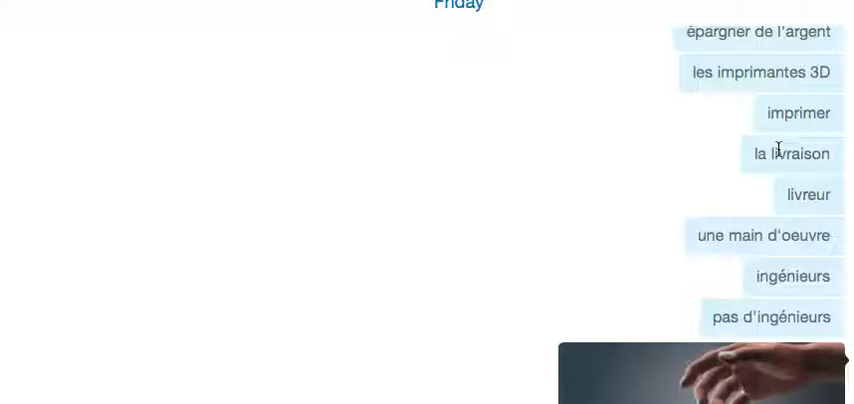 Friday
épargner de l'argent
les imprimantes 3D
imprimer
la livraison
livreur
une main d'oeuvre
ingénieurs
pas d'ingénieurs